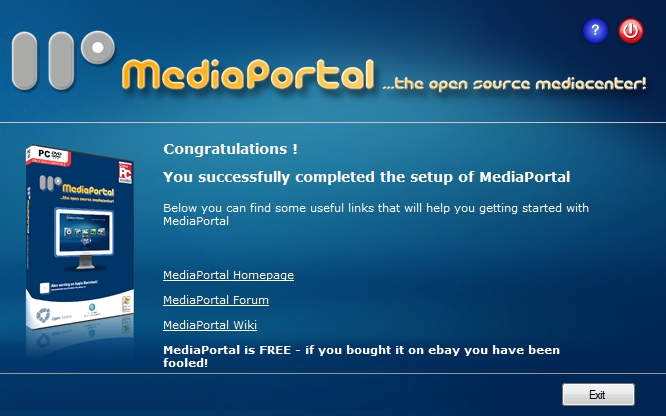 ?
MediaPortal ...the open source mediacenter!
PC DVD
MediaPortal
...the open source mediacenter!
Open Source
Congratulations !
You successfully completed the setup of MediaPortal
Below you can find some useful links that will help you getting started with
MediaPortal
MediaPortal Homepage
MediaPortal Forum
MediaPortal Wiki
MediaPortal is FREE - if you bought it on ebay you have been
fooled!
Exit